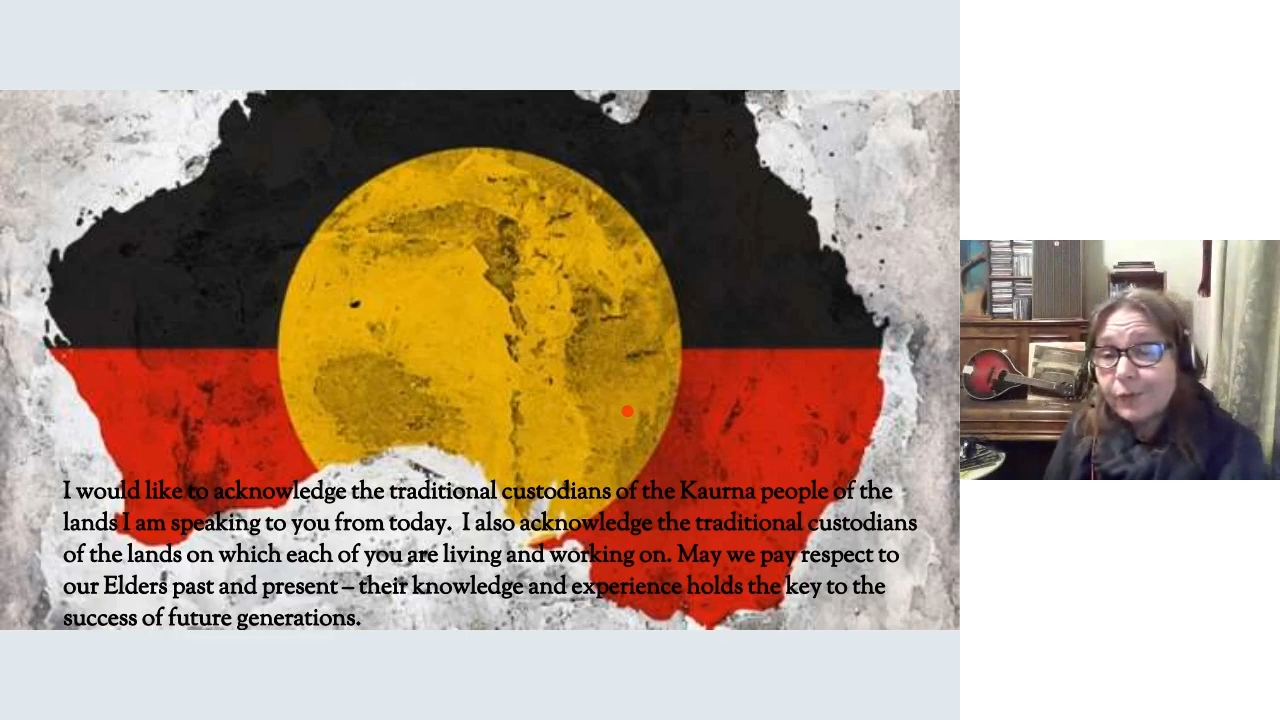 I would like to acknowledge the traditional custodians of the Kaurna people of the
lands I am speaking to you from today.  I also acknowledge the traditional custodians
of the lands on which each of you are living and working on. May we pay respect to
our Elders past and present – their knowledge and experience holds the key to the
success of future generations.